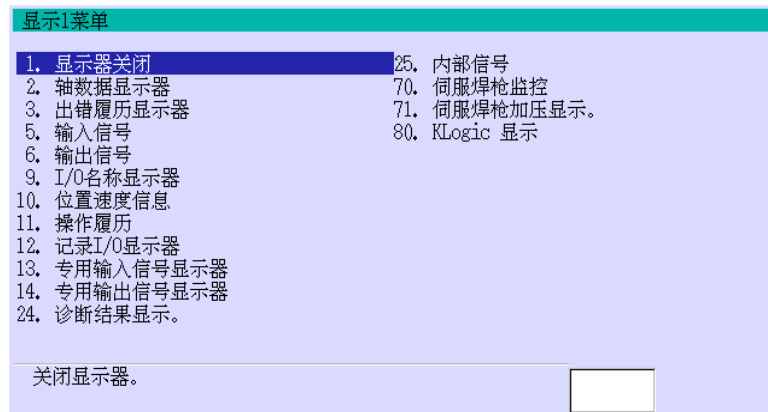 显示1菜单
1. 显示器关闭
2. 轴数据显示器
3. 出错履历显示器
5. 输入信号
6. 输出信号
9. I/O名称显示器
10. 位置速度信息
11. 操作履历
12. 记录I/O显示器
13. 专用输入信号显示器
14. 专用输出信号显示器
24. 诊断结果显示。
25. 内部信号
70. 伺服焊枪监控
71. 伺服焊枪加压显示。
80. KLogic 显示
关闭显示器。